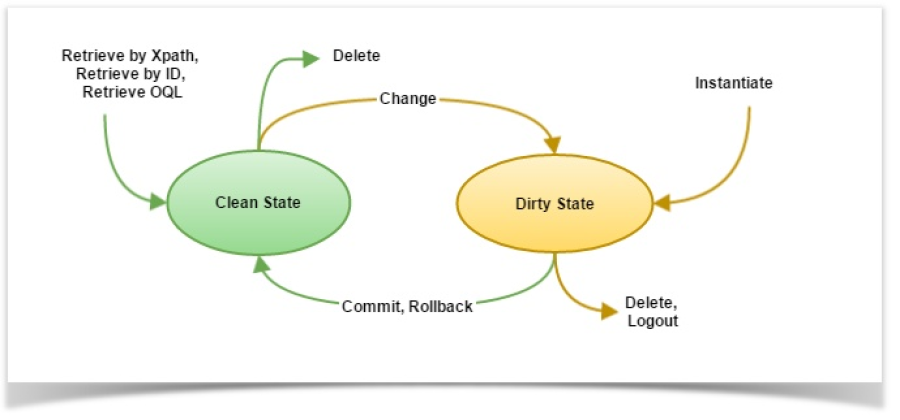 Retrieve by Xpath,
Retrieve by ID,
Retrieve OQL
Delete
Change
Instantiate
Clean State
Dirty State
Commit, Rollback
Delete,
Logout